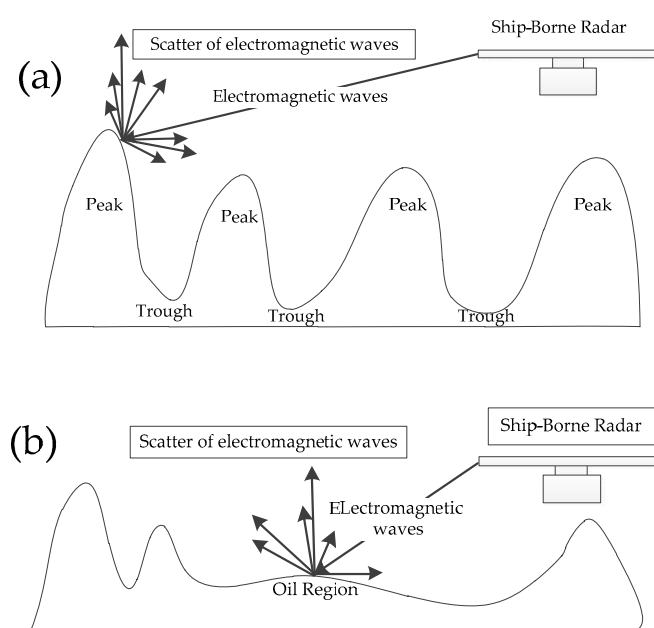 Ship-Borne Radar
Scatter of electromagnetic waves
(a)
Electromagnetic waves
Peak
Peak
Peak
Peak
Trough
Trough
Trough
Ship-Borne Radar
(b)
Scatter of electromagnetic waves
ELectromagnetic
waves
Oil Region